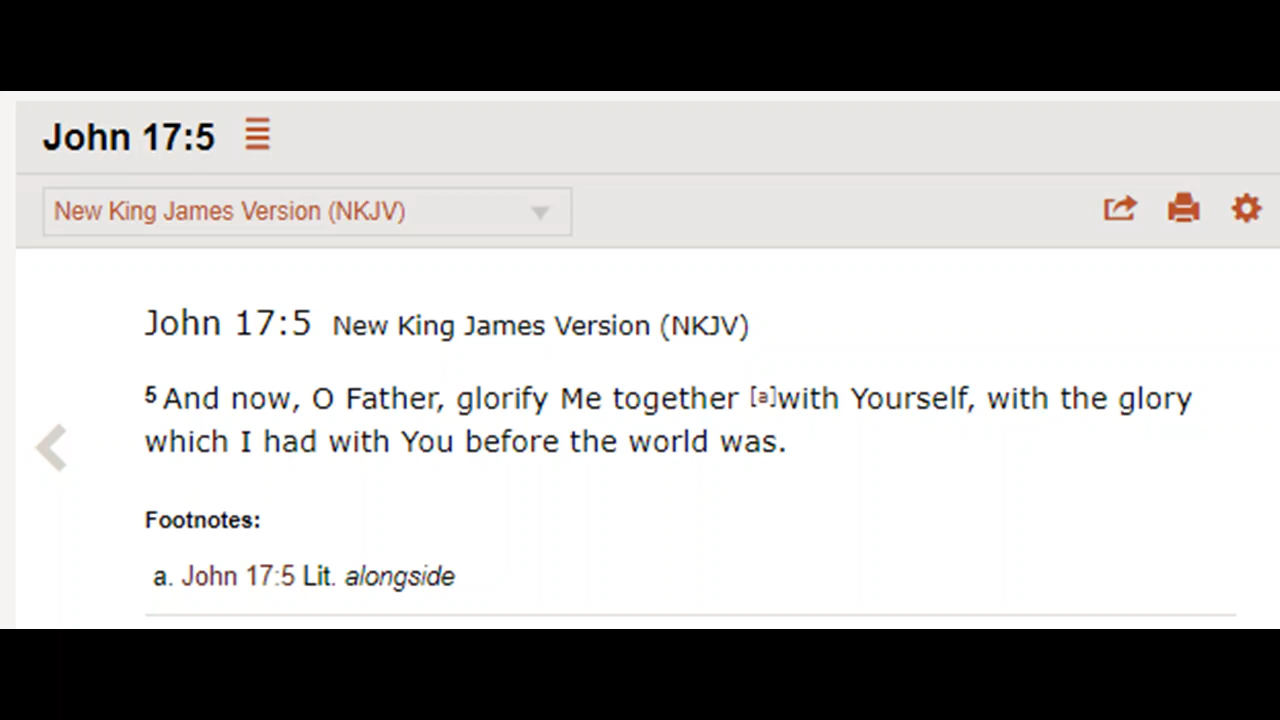 John 17:5
New King James Version (NKJV)
John 17:5 New King James Version (NKJV)
5 And now, O Father, glorify Me together [a]with Yourself, with the glory
which I had with You before the world was.
Footnotes:
a. John 17:5 Lit. alongside